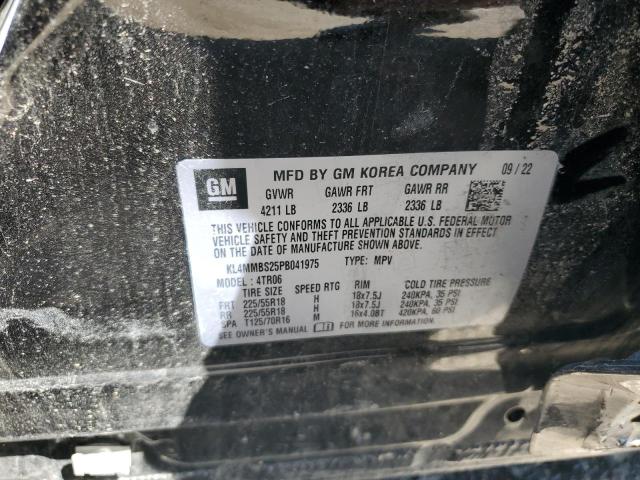 GM MFD BY GM KOREA COMPANY 09 / 22
GVWR GAWR FRT GAWR RR
4211 LB 2336 LB 2336 LB
THIS VEHICLE CONFORMS TO ALL APPLICABLE U.S. FEDERAL MOTOR
VEHICLE SAFETY AND THEFT PREVENTION STANDARDS IN EFFECT
ON THE DATE OF MANUFACTURE SHOWN ABOVE.
KL4MMBS25PB041975 TYPE: MPV
MODEL: 4TR06
TIRE SIZE SPEED RTG RIM COLD TIRE PRESSURE
FRT 225/55R18 H 18x7.5J 240KPA, 35 PSI
RR 225/55R18 H 18x7.5J 240KPA, 35 PSI
SPA T125/70R16 M 16x4.0BT 420KPA, 60 PSI
SEE OWNER'S MANUAL FOR MORE INFORMATION.